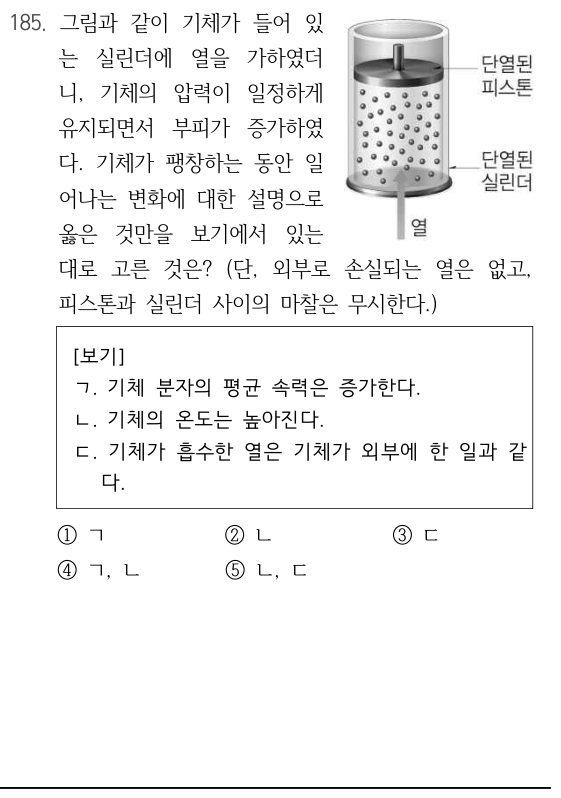 185. 그림과 같이 기체가 들어 있
는 실린더에 열을 가하였더
니, 기체의 압력이 일정하게
유지되면서 부피가 증가하였
다. 기체가 팽창하는 동안 일
어나는 변화에 대한 설명으로
옳은 것만을 보기에서 있는
대로 고른 것은? (단, 외부로 손실되는 열은 없고,
피스톤과 실린더 사이의 마찰은 무시한다.)
단열된
피스톤
단열된
실린더
열
[보기]
ㄱ. 기체 분자의 평균 속력은 증가한다.
ㄴ. 기체의 온도는 높아진다.
ㄷ. 기체가 흡수한 열은 기체가 외부에 한 일과 같
다.
① ㄱ ② ㄴ ③ ㄷ
④ ㄱ, ㄴ ⑤ ㄴ, ㄷ